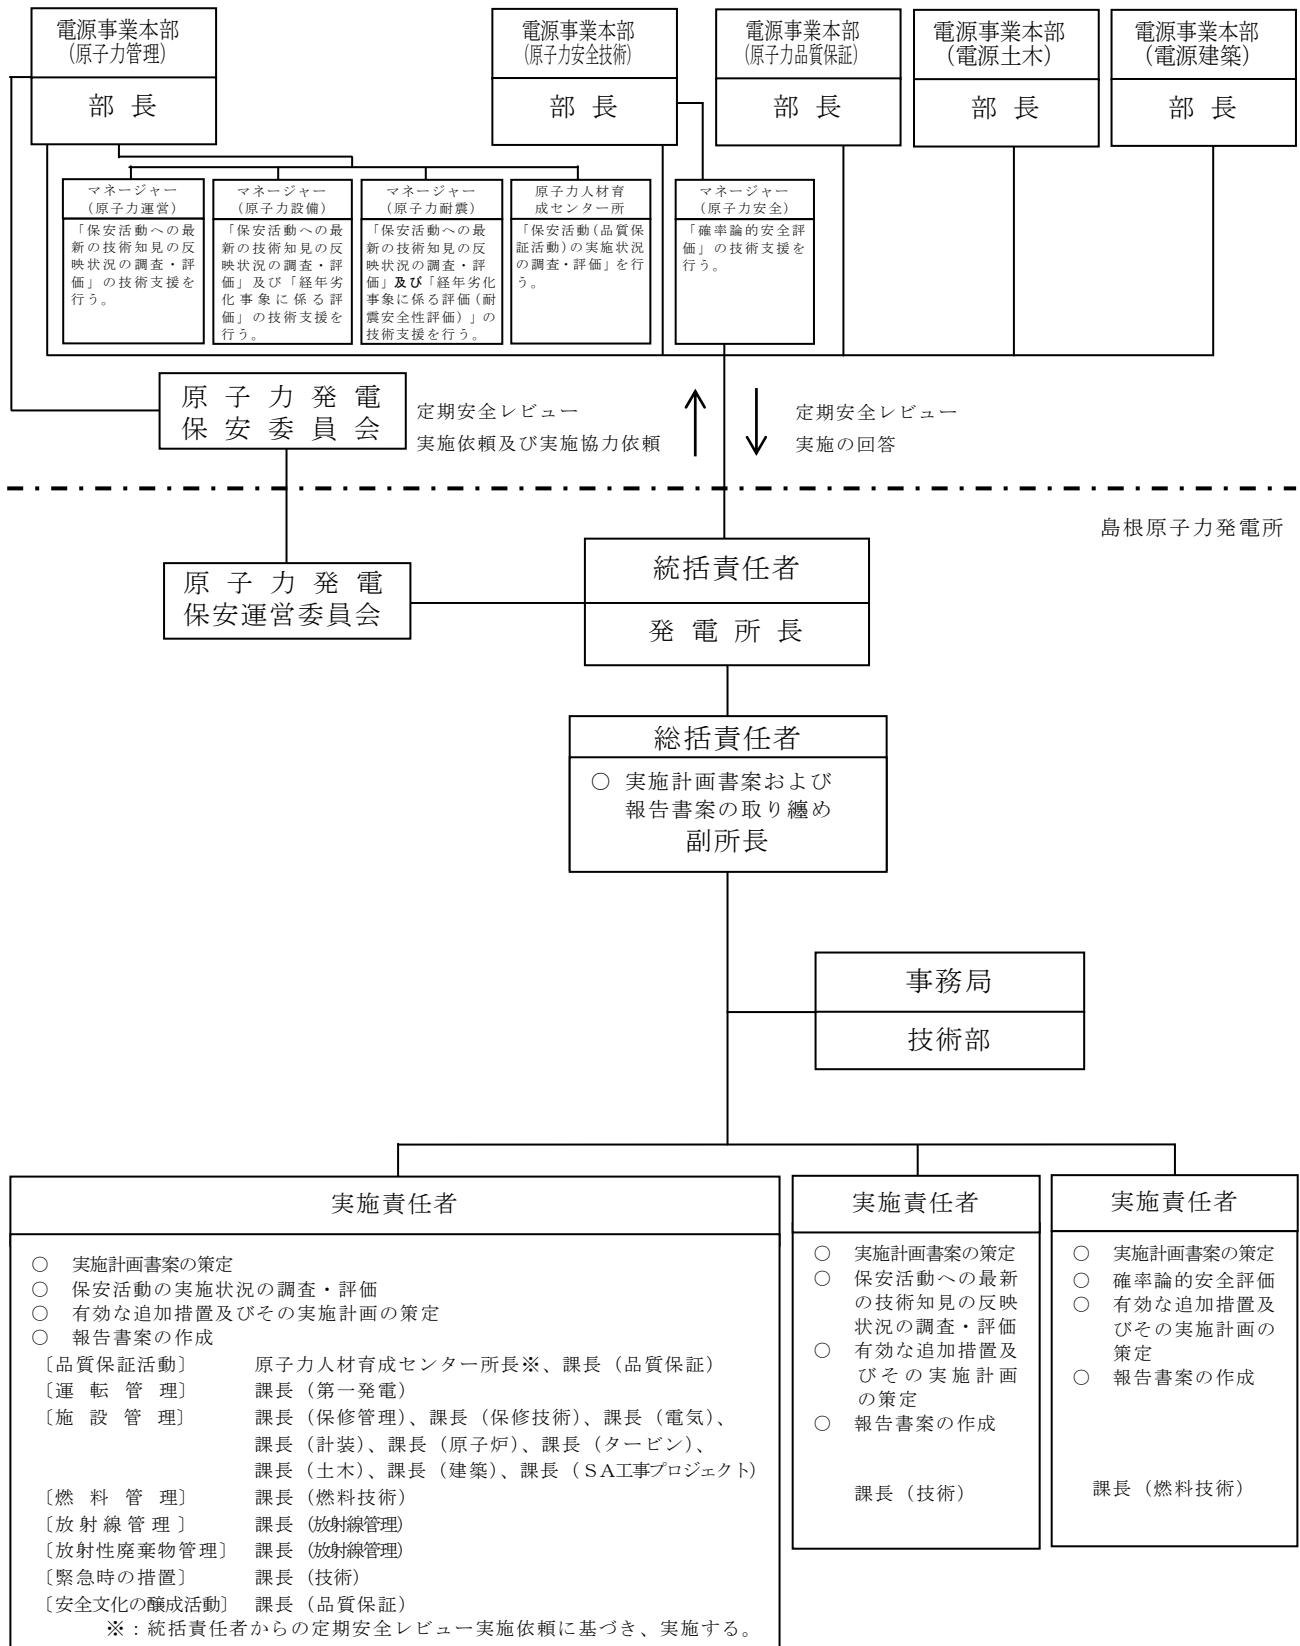 電源事業本部
(原子力管理)
部 長
電源事業本部
(原子力安全技術)
部 長
電源事業本部
(原子力品質保証)
部 長
電源事業本部
(電源土木)
部 長
電源事業本部
(電源建築)
部 長
マネージャー
(原子力運営)
「保安活動への最
新の技術知見の反
映状況の調査・評
価」の技術支援を
行う。
マネージャー
(原子力設備)
「保安活動への最
新の技術知見の反
映状況の調査・評
価」及び「経年劣
化事象に係る評
価」の技術支援を
行う。
マネージャー
(原子力耐震)
「保安活動への最
新の技術知見の反
映状況の調査・評
価」及び「経年劣化
事象に係る評価(耐
震安全性評価)」の
技術支援を行う。
原子力人材育
成センター所
「保安活動(品質保
証活動)の実施状況
の調査・評価」を行
う。
マネージャー
(原子力安全)
「確率論的安全評
価」の技術支援を
行う。
原子力発電
保安委員会
定期安全レビュー
実施依頼及び実施協力依頼
定期安全レビュー
実施の回答
島根原子力発電所
原子力発電
保安運営委員会
統括責任者
発電所長
総括責任者
○ 実施計画書案および
報告書案の取り纏め
副所長
事務局
技術部
実施責任者
○ 実施計画書案の策定
○ 保安活動の実施状況の調査・評価
○ 有効な追加措置及びその実施計画の策定
○ 報告書案の作成
〔品質保証活動〕 原子力人材育成センター所長※、課長(品質保証)
〔運転管理〕 課長(第一発電)
〔施設管理〕 課長(保修管理)、課長(保修技術)、課長(電気)、
課長(計装)、課長(原子炉)、課長(タービン)、
課長(土木)、課長(建築)、課長(SA工事プロジェクト)
〔燃料管理〕 課長(燃料技術)
〔放射線管理〕 課長(放射線管理)
〔放射性廃棄物管理〕 課長(放射線管理)
〔緊急時の措置〕 課長(技術)
〔安全文化の醸成活動〕 課長(品質保証)
※:統括責任者からの定期安全レビュー実施依頼に基づき、実施する。
実施責任者
○ 実施計画書案の策定
○ 保安活動への最新
の技術知見の反映
状況の調査・評価
○ 有効な追加措置及
びその実施計画
の策定
○ 報告書案の作成
課長(技術)
実施責任者
○ 実施計画書案の策定
○ 確率論的安全評価
○ 有効な追加措置及
びその実施計画の
策定
○ 報告書案の作成
課長(燃料技術)